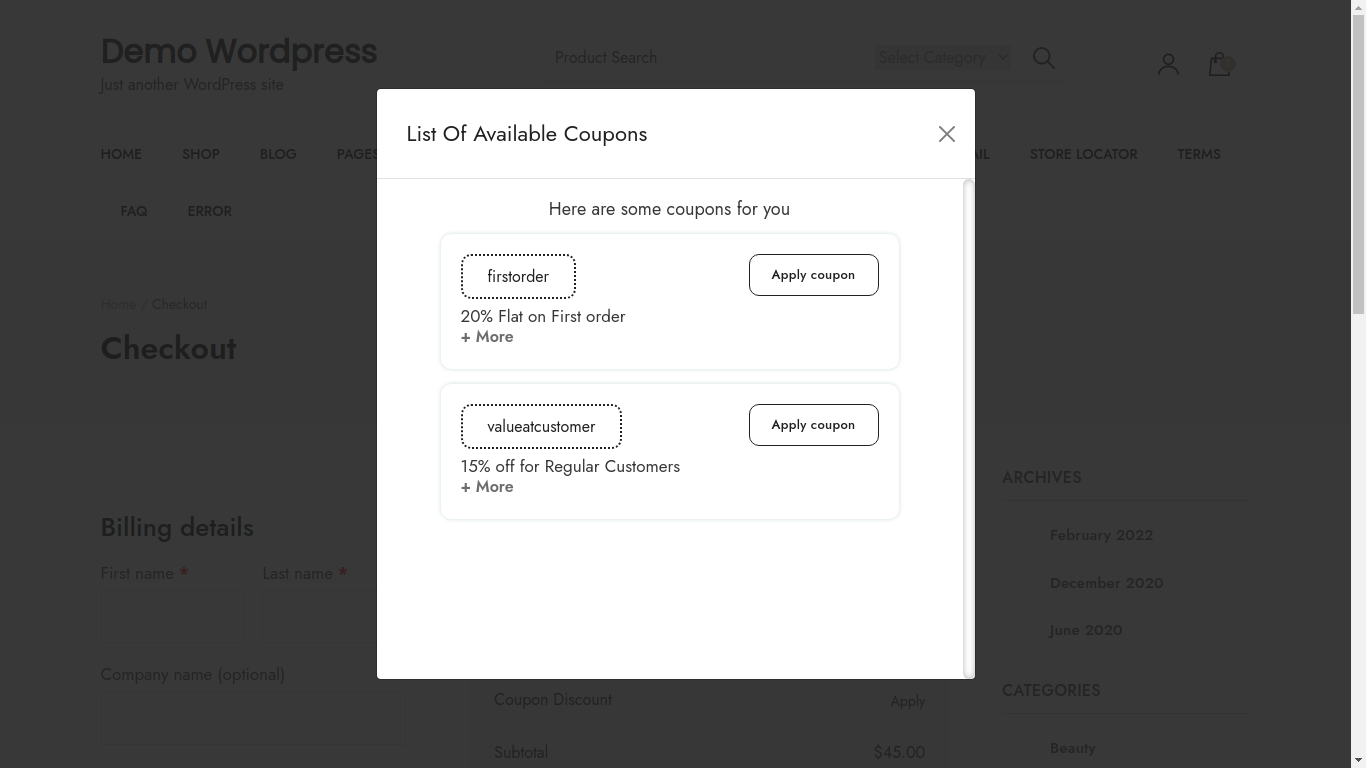 Demo Wordpress
Just another WordPress site
Product Search
Select Category
HOME SHOP BLOG PAGES STORE LOCATOR TERMS
FAQ ERROR
Home / Checkout
Checkout
List Of Available Coupons
Here are some coupons for you
firstorder
Apply coupon
20% Flat on First order
+ More
valueatcustomer
Apply coupon
15% off for Regular Customers
+ More
Billing details
First name * Last name *
Company name (optional)
Coupon Discount Apply
Subtotal $45.00
ARCHIVES
February 2022
December 2020
June 2020
CATEGORIES
Beauty